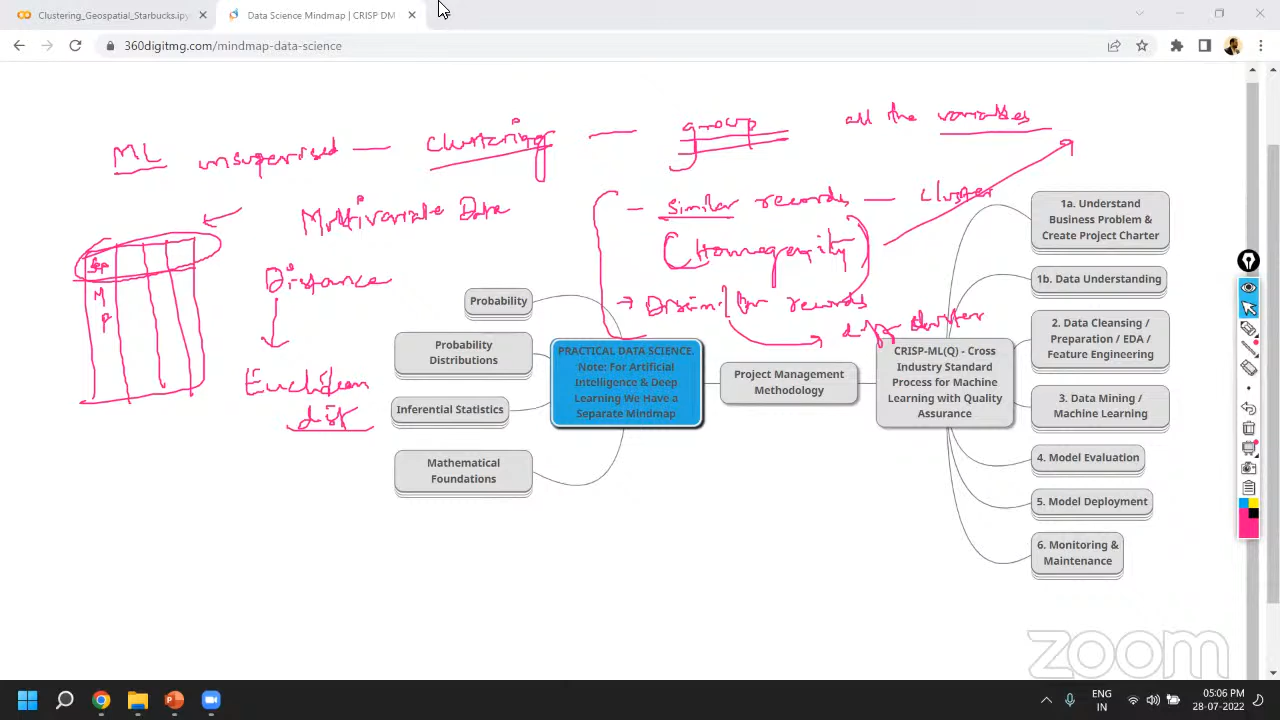 Clustering_Geospatial_Starbucks.ipy
Data Science Mindmap | CRISP DM
360digitmg.com/mindmap-data-science
ML unsupervised — clustering — group all the variables
Multivariate Data
- Similar records — cluster
(Homogenity)
Distance
→ Dissimilar records
diff cluster
Euclidean
dist
Probability
Probability
Distributions
Inferential Statistics
Mathematical
Foundations
PRACTICAL DATA SCIENCE.
Note: For Artificial
Intelligence & Deep
Learning We Have a
Separate Mindmap
Project Management
Methodology
CRISP-ML(Q) - Cross
Industry Standard
Process for Machine
Learning with Quality
Assurance
1a. Understand
Business Problem &
Create Project Charter
1b. Data Understanding
2. Data Cleansing /
Preparation / EDA /
Feature Engineering
3. Data Mining /
Machine Learning
4. Model Evaluation
5. Model Deployment
6. Monitoring &
Maintenance
zoom
ENG
IN
05:06 PM
28-07-2022